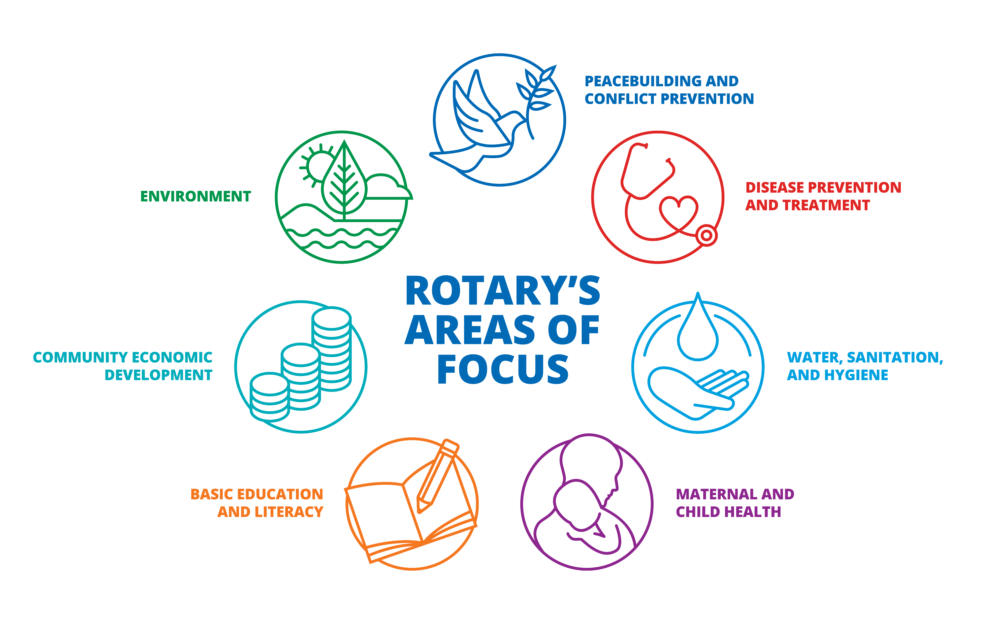 PEACEBUILDING AND
CONFLICT PREVENTION
DISEASE PREVENTION
AND TREATMENT
ENVIRONMENT
ROTARY’S
AREAS OF
FOCUS
COMMUNITY ECONOMIC
DEVELOPMENT
WATER, SANITATION,
AND HYGIENE
BASIC EDUCATION
AND LITERACY
MATERNAL AND
CHILD HEALTH